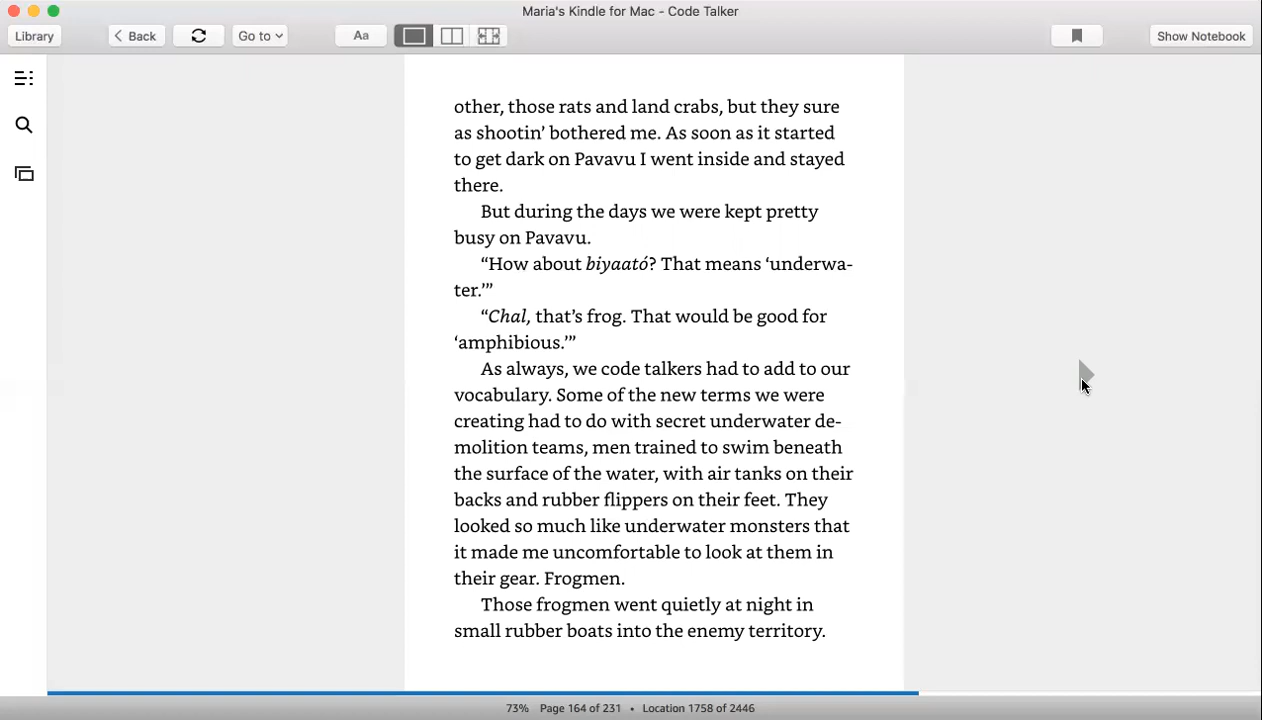 Maria's Kindle for Mac - Code Talker
Library
Back
Go to
Aa
Show Notebook
other, those rats and land crabs, but they sure
as shootin’ bothered me. As soon as it started
to get dark on Pavavu I went inside and stayed
there.
But during the days we were kept pretty
busy on Pavavu.
“How about biyaató? That means ‘underwa-
ter.’”
“Chal, that’s frog. That would be good for
‘amphibious.’”
As always, we code talkers had to add to our
vocabulary. Some of the new terms we were
creating had to do with secret underwater de-
molition teams, men trained to swim beneath
the surface of the water, with air tanks on their
backs and rubber flippers on their feet. They
looked so much like underwater monsters that
it made me uncomfortable to look at them in
their gear. Frogmen.
Those frogmen went quietly at night in
small rubber boats into the enemy territory.
73% Page 164 of 231 • Location 1758 of 2446